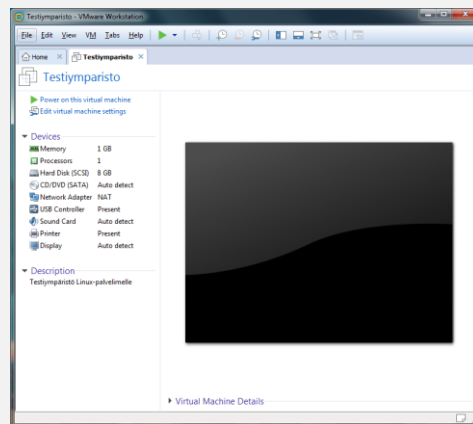 Testiymparisto - VMware Workstation
File Edit View VM Tabs Help
Home Testiymparisto
Testiymparisto
Power on this virtual machine
Edit virtual machine settings
Devices
Memory 1 GB
Processors 1
Hard Disk (SCSI) 8 GB
CD/DVD (SATA) Auto detect
Network Adapter NAT
USB Controller Present
Sound Card Auto detect
Printer Present
Display Auto detect
Description
Testiympäristö Linux-palvelimelle
Virtual Machine Details